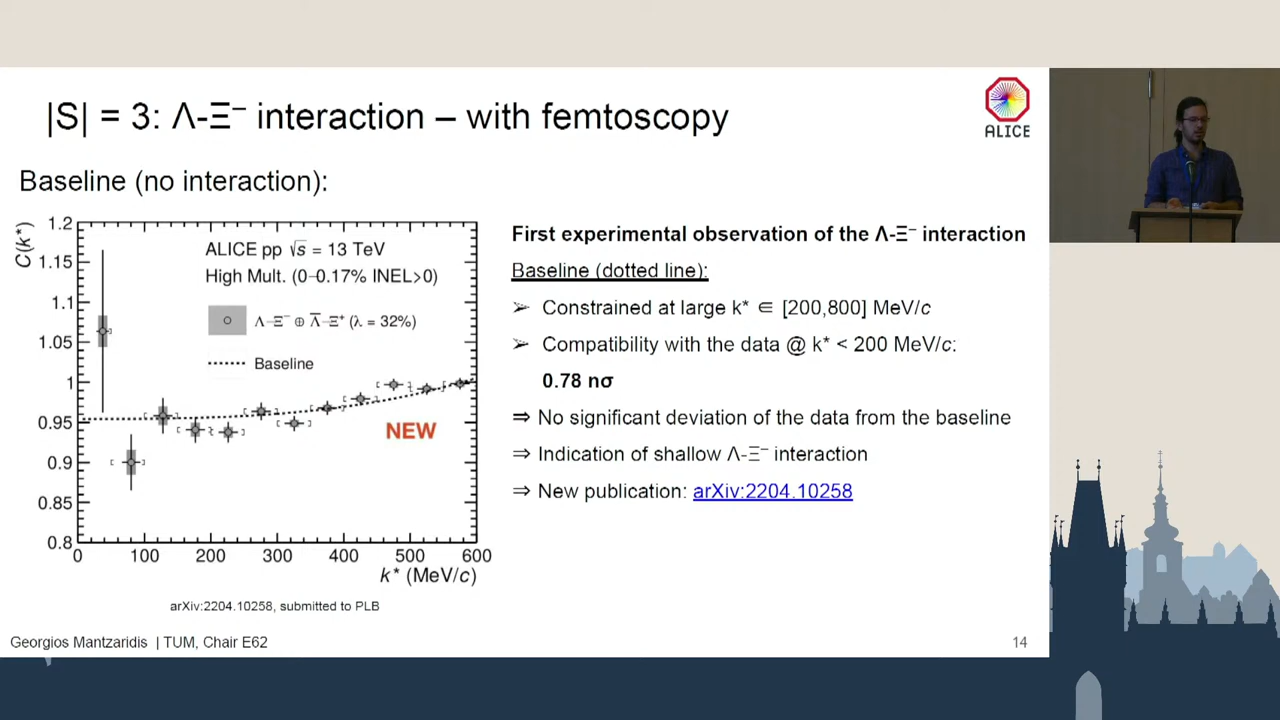 |S| = 3: Λ-Ξ⁻ interaction – with femtoscopy
ALICE
Baseline (no interaction):
C(k*)
1.2
1.15
1.1
1.05
1
0.95
0.9
0.85
0.8
ALICE pp √s = 13 TeV
High Mult. (0–0.17% INEL>0)
Λ–Ξ⁻ ⊕ Λ̅–Ξ̅⁺ (λ = 32%)
Baseline
NEW
0 100 200 300 400 500 600
k* (MeV/c)
arXiv:2204.10258, submitted to PLB
First experimental observation of the Λ-Ξ⁻ interaction
Baseline (dotted line):
➢ Constrained at large k* ∈ [200,800] MeV/c
➢ Compatibility with the data @ k* < 200 MeV/c:
0.78 nσ
⇒ No significant deviation of the data from the baseline
⇒ Indication of shallow Λ-Ξ⁻ interaction
⇒ New publication: arXiv:2204.10258
Georgios Mantzaridis | TUM, Chair E62
14